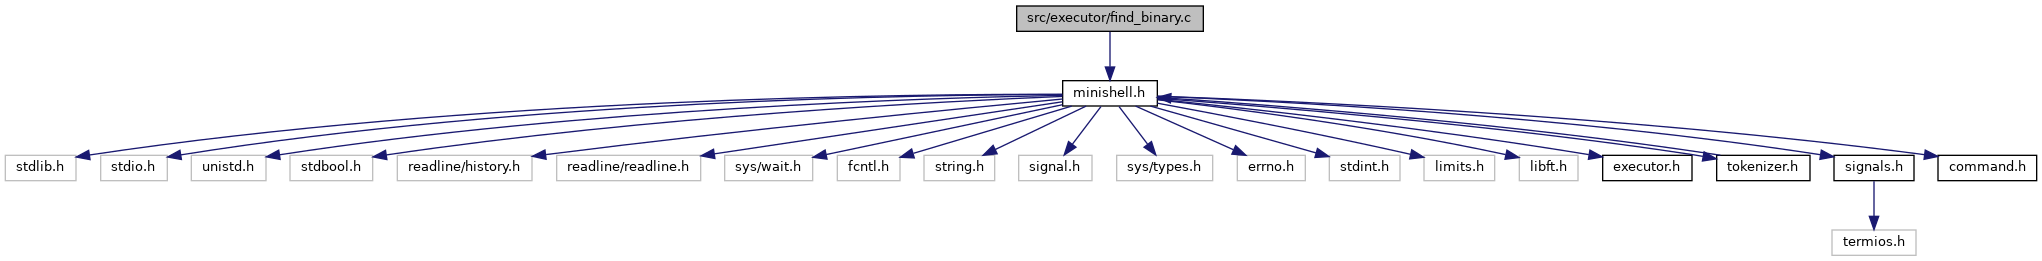 src/executor/find_binary.c
minishell.h
stdlib.h
stdio.h
unistd.h
stdbool.h
readline/history.h
readline/readline.h
sys/wait.h
fcntl.h
string.h
signal.h
sys/types.h
errno.h
stdint.h
limits.h
libft.h
executor.h
tokenizer.h
signals.h
command.h
termios.h